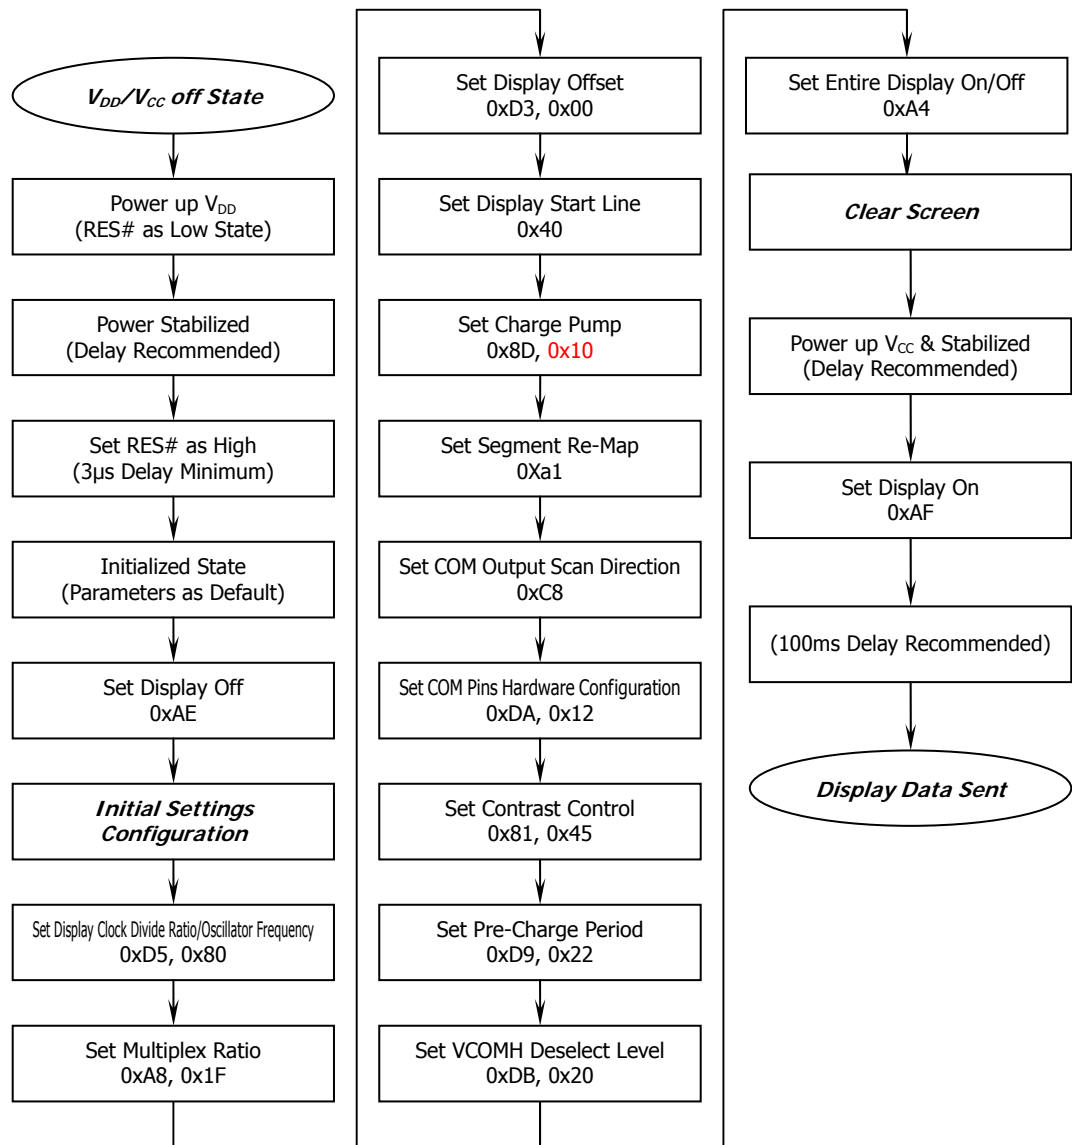 V_DD/V_CC off State
Power up V_DD
(RES# as Low State)
Power Stabilized
(Delay Recommended)
Set RES# as High
(3μs Delay Minimum)
Initialized State
(Parameters as Default)
Set Display Off
0xAE
Initial Settings
Configuration
Set Display Clock Divide Ratio/Oscillator Frequency
0xD5, 0x80
Set Multiplex Ratio
0xA8, 0x1F
Set Display Offset
0xD3, 0x00
Set Display Start Line
0x40
Set Charge Pump
0x8D, 0x10
Set Segment Re-Map
0Xa1
Set COM Output Scan Direction
0xC8
Set COM Pins Hardware Configuration
0xDA, 0x12
Set Contrast Control
0x81, 0x45
Set Pre-Charge Period
0xD9, 0x22
Set VCOMH Deselect Level
0xDB, 0x20
Set Entire Display On/Off
0xA4
Clear Screen
Power up V_CC & Stabilized
(Delay Recommended)
Set Display On
0xAF
(100ms Delay Recommended)
Display Data Sent